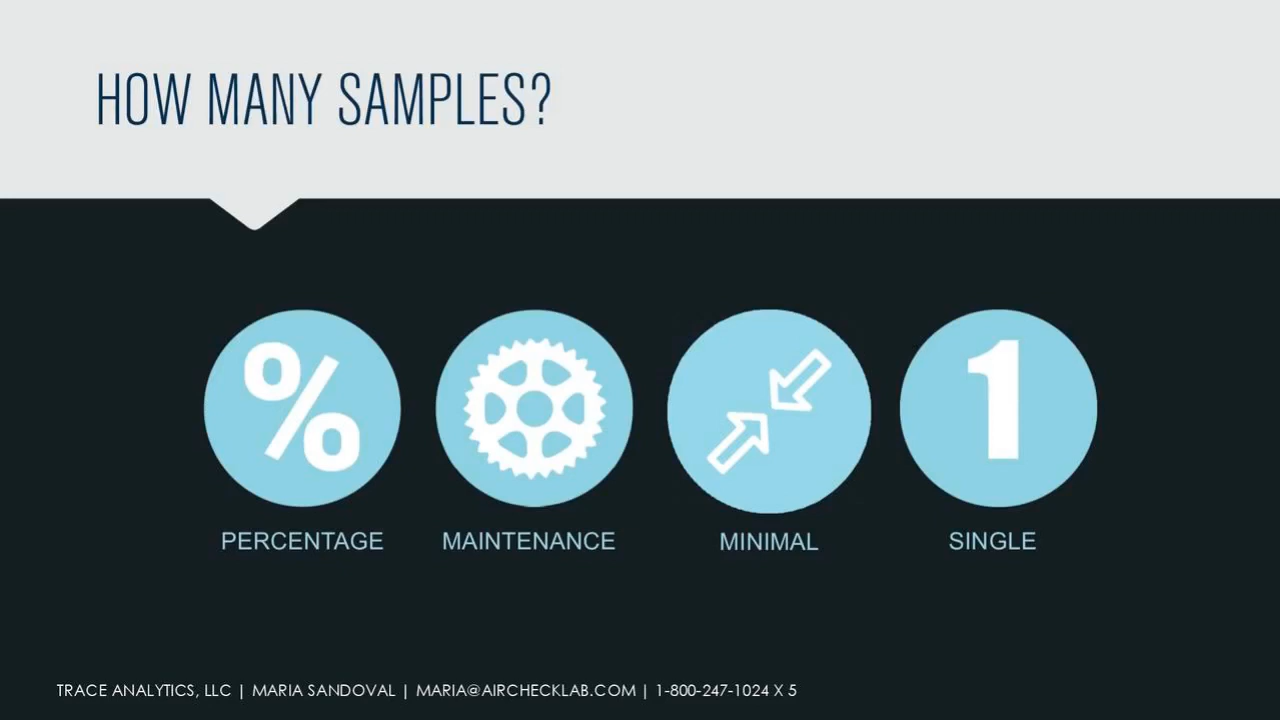 HOW MANY SAMPLES?
%
1
PERCENTAGE
MAINTENANCE
MINIMAL
SINGLE
TRACE ANALYTICS, LLC | MARIA SANDOVAL | MARIA@AIRCHECKLAB.COM | 1-800-247-1024 X 5